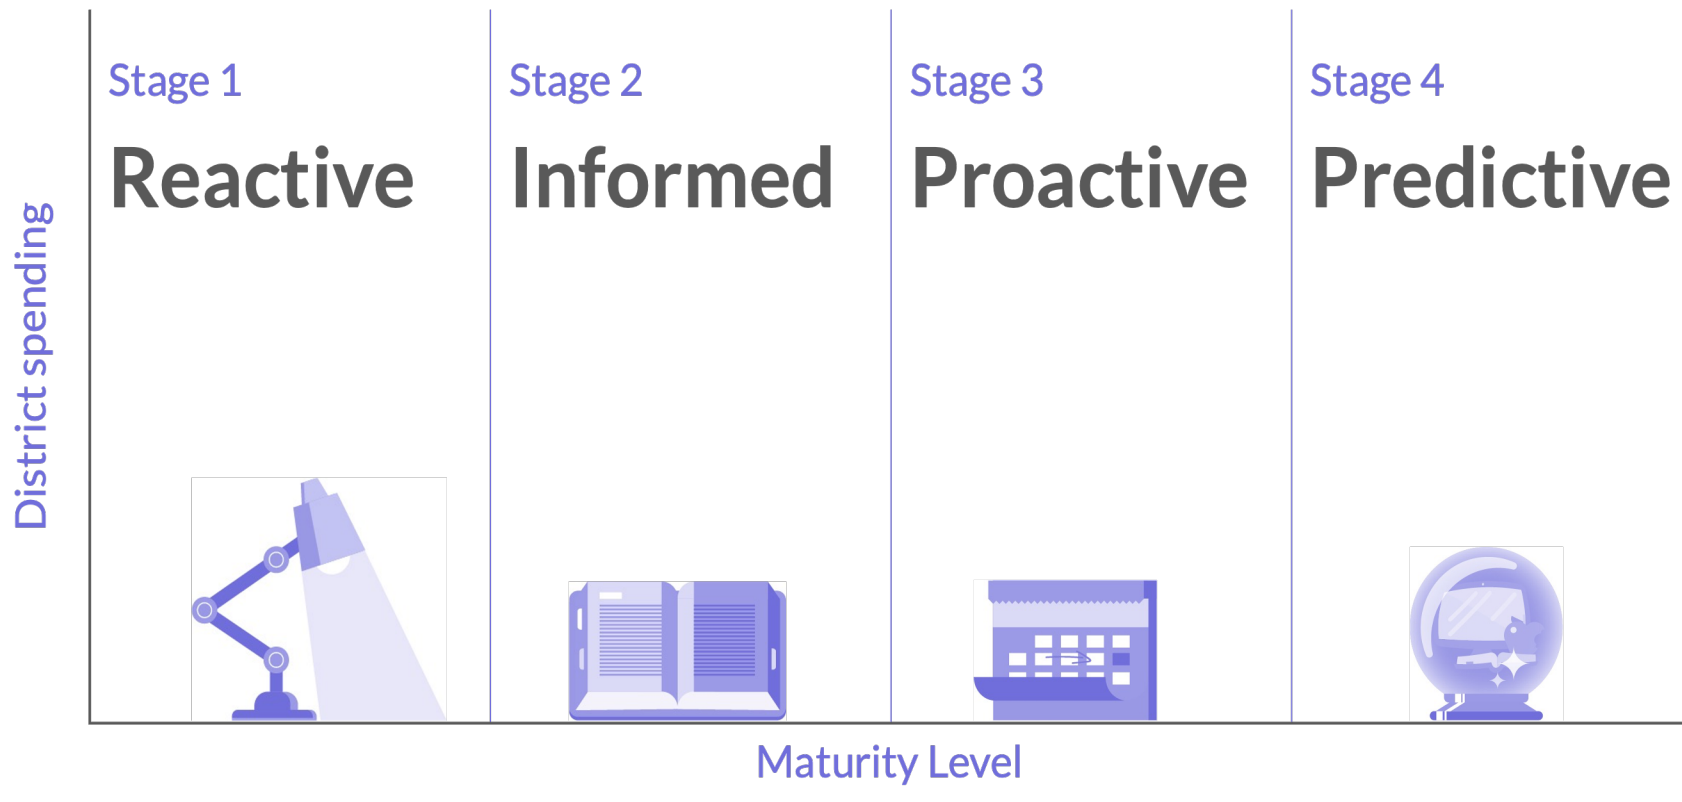 Stage 1
Reactive
Stage 2
Informed
Stage 3
Proactive
Stage 4
Predictive
District spending
Maturity Level